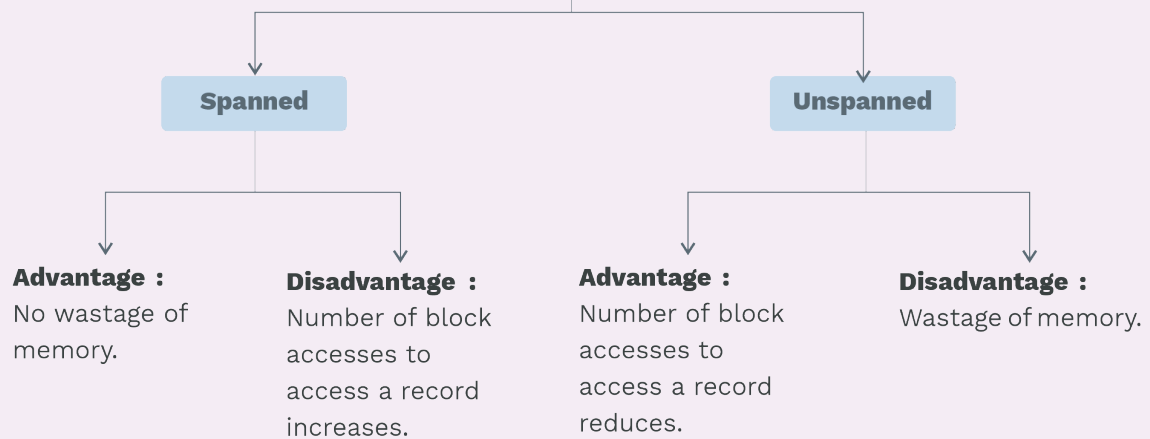 Spanned
Unspanned
Advantage :
No wastage of
memory.
Disadvantage :
Number of block
accesses to
access a record
increases.
Advantage :
Number of block
accesses to
access a record
reduces.
Disadvantage :
Wastage of memory.